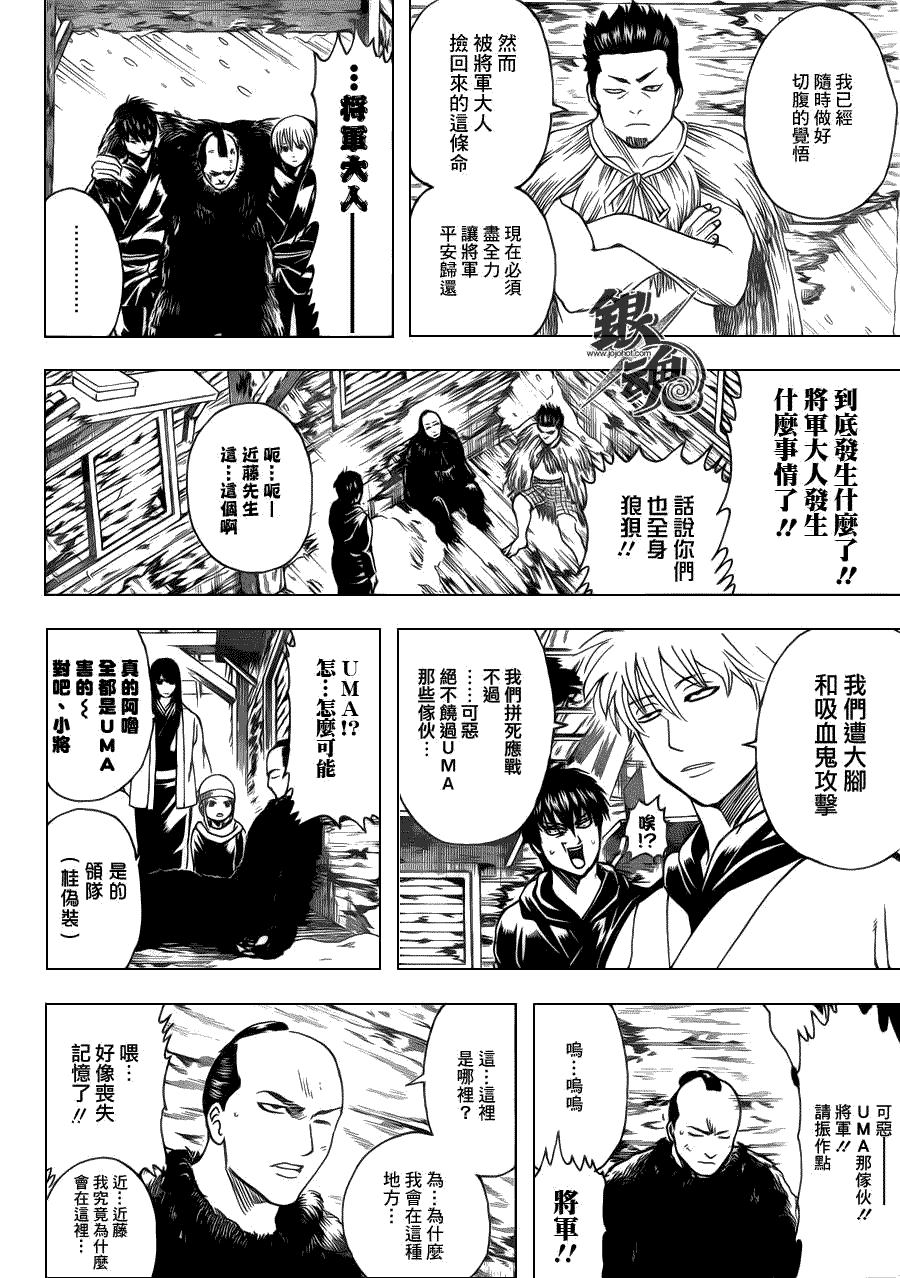 我已經
隨時做好
切腹的覺悟
然而
被將軍大人
撿回來的這條命
現在必須
盡全力
讓將軍
平安歸還
…將軍大人——
………
銀魂
www.jojohot.com
到底發生什麼了!!
將軍大人發生
什麼事情了!!
話說你們
也全身
狼狽!!
呃…呃—
近藤先生
這…這個啊
我們遭大腳
和吸血鬼攻擊
我們拼死應戰
不過
……可惡
絕不饒過UMA
那些傢伙…
唉!?
UMA!?
怎…怎麼可能
真的阿嚕
全都是UMA
害的～
對吧、小將
是的
領隊
(桂偽裝)
可惡——
UMA那傢伙!!
將軍!!
請振作點
嗚…嗚嗚
將軍!!
這…這裡
是哪裡?
為…為什麼
我會在這種
地方…
喂…
好像喪失
記憶了!!
近…近藤
我究竟為什麼
會在這裡…